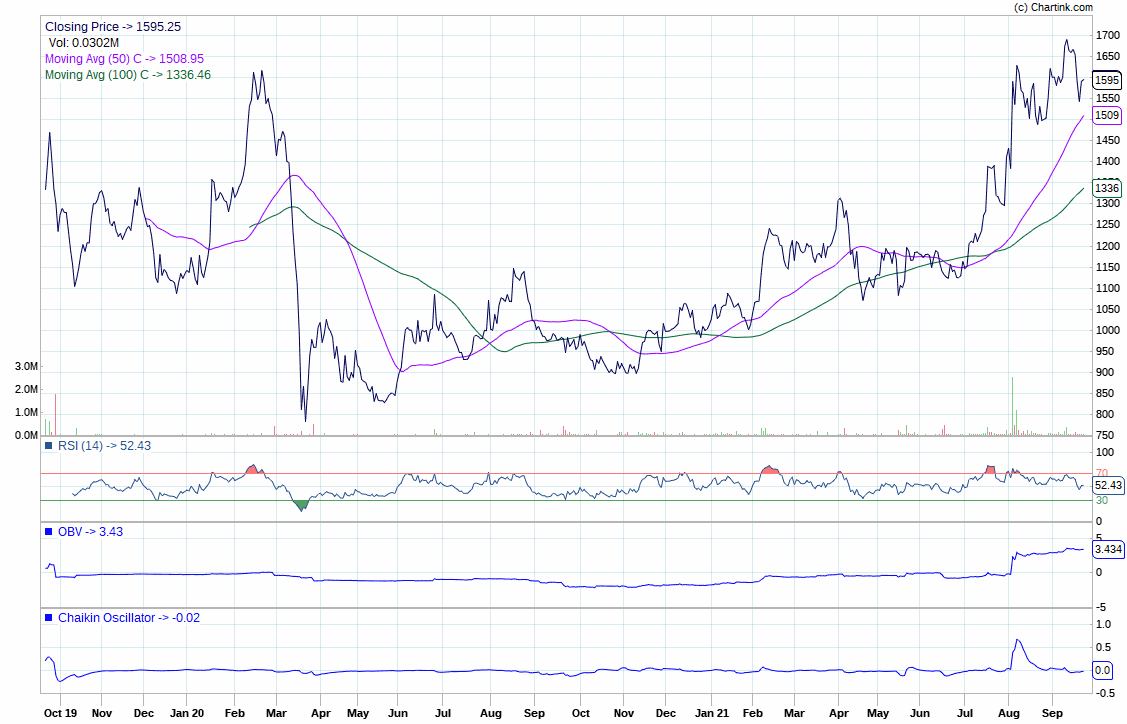 (c) Chartink.com
Closing Price -> 1595.25
Vol: 0.0302M
Moving Avg (50) C -> 1508.95
Moving Avg (100) C -> 1336.46
1700
1650
1595
1550
1509
1450
1400
1336
1300
1250
1200
1150
1100
1050
1000
950
900
850
800
750
3.0M
2.0M
1.0M
0.0M
RSI (14) -> 52.43
100
70
52.43
30
0
OBV -> 3.43
5
3.434
0
-5
Chaikin Oscillator -> -0.02
1.0
0.5
0.0
-0.5
Oct 19 Nov Dec Jan 20 Feb Mar Apr May Jun Jul Aug Sep Oct Nov Dec Jan 21 Feb Mar Apr May Jun Jul Aug Sep